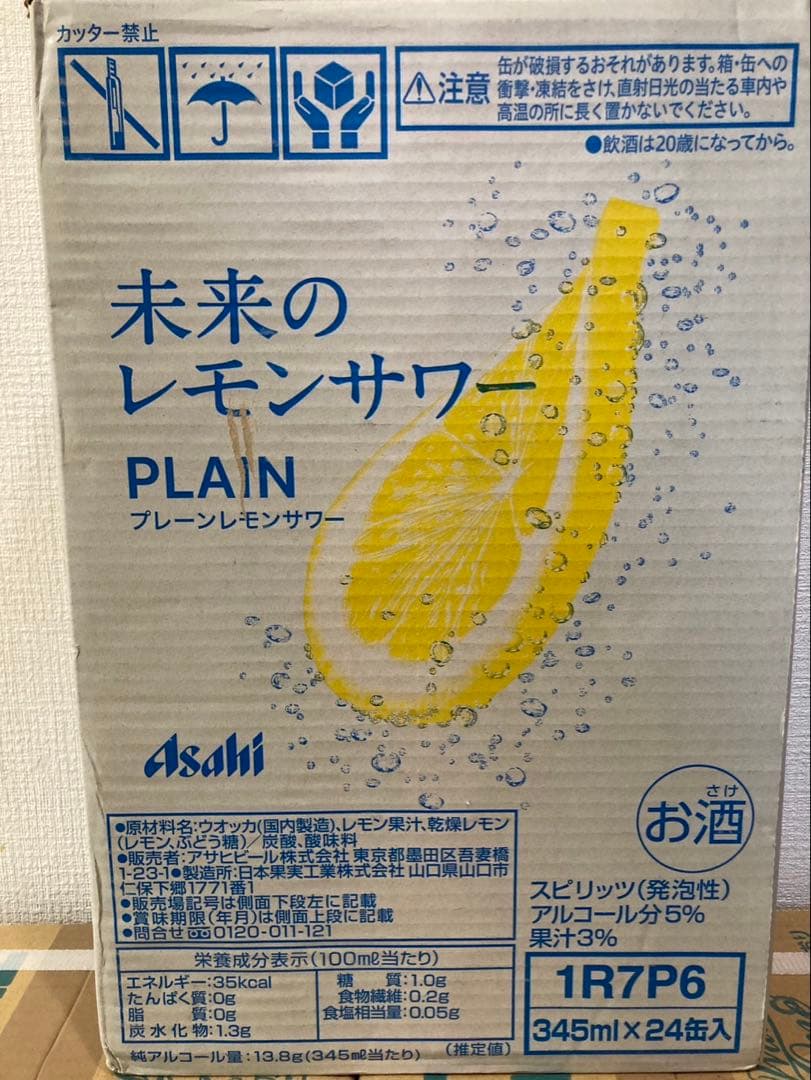 カッター禁止
⚠注意 缶が破損するおそれがあります。箱・缶への
衝撃・凍結をさけ、直射日光の当たる車内や
高温の所に長く置かないでください。
●飲酒は20歳になってから。
未来の
レモンサワー
PLAIN
プレーンレモンサワー
Asahi
さけ
お酒
●原材料名:ウオッカ(国内製造)、レモン果汁、乾燥レモン
(レモン、ぶどう糖)/炭酸、酸味料
●販売者:アサヒビール株式会社 東京都墨田区吾妻橋
1-23-1●製造所:日本果実工業株式会社 山口県山口市
仁保下郷1771番1
●販売場記号は側面下段左に記載
●賞味期限(年月)は側面上段に記載
●問合せ 0120-011-121
スピリッツ(発泡性)
アルコール分5%
果汁3%
栄養成分表示(100ml当たり)
エネルギー:35kcal
たんぱく質:0g
脂 質:0g
炭水化物:1.3g
糖 質:1.0g
食物繊維:0.2g
食塩相当量:0.05g
純アルコール量:13.8g(345ml当たり) (推定値)
1R7P6
345ml×24缶入